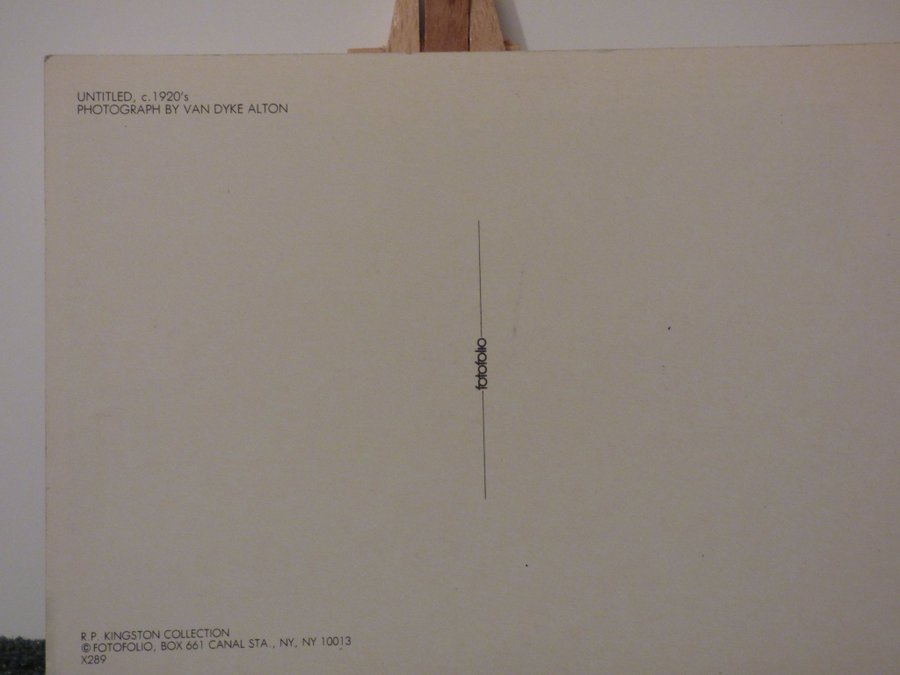 UNTITLED, c.1920's
PHOTOGRAPH BY VAN DYKE ALTON
fotofolio
R.P. KINGSTON COLLECTION
© FOTOFOLIO, BOX 661 CANAL STA., NY, NY 10013
X289